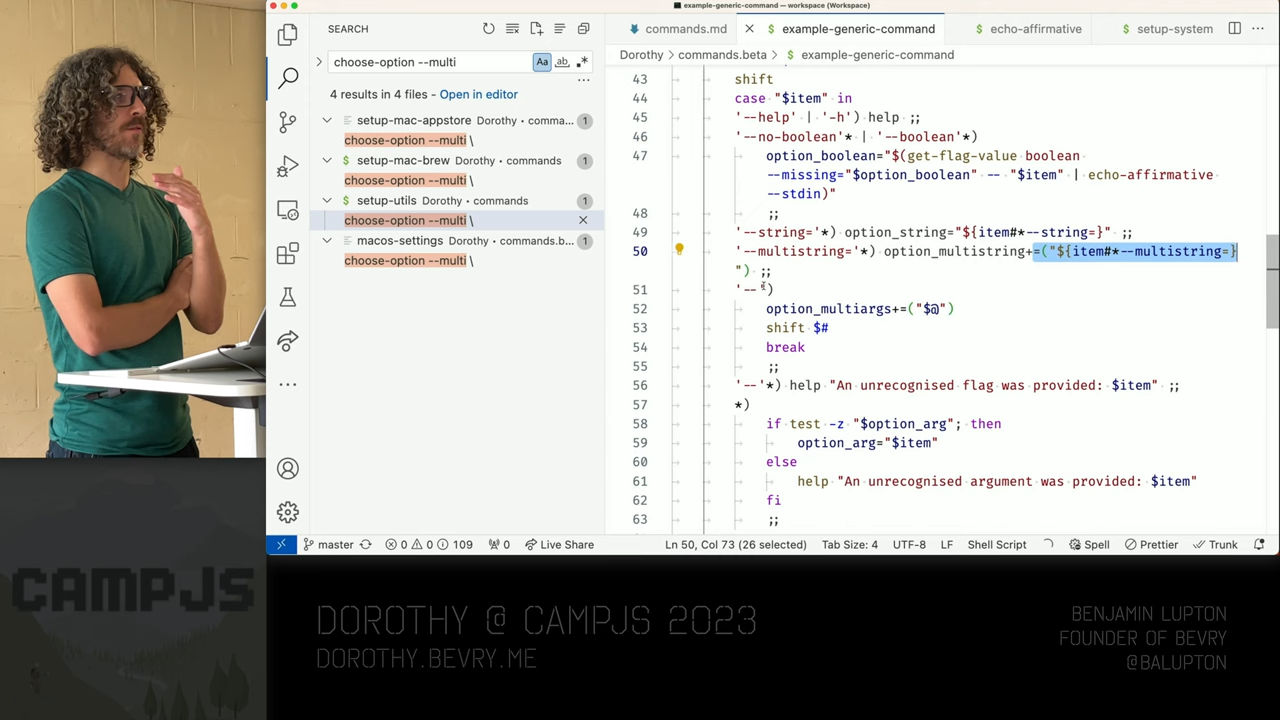 example-generic-command — workspace (Workspace)
SEARCH
choose-option --multi
Aa
ab
4 results in 4 files - Open in editor
setup-mac-appstore Dorothy • comma... 1
choose-option --multi \
setup-mac-brew Dorothy • commands 1
choose-option --multi \
setup-utils Dorothy • commands 1
choose-option --multi \
macos-settings Dorothy • commands.b... 1
choose-option --multi \
commands.md
example-generic-command
echo-affirmative
setup-system
Dorothy > commands.beta > example-generic-command
43 shift
44 case "$item" in
45 '--help' | '-h') help ;;
46 '--no-boolean'* | '--boolean'*)
47 option_boolean="$(get-flag-value boolean
--missing="$option_boolean" -- "$item" | echo-affirmative
--stdin)"
48 ;;
49 '--string='*) option_string="${item#*--string=}" ;;
50 '--multistring='*) option_multistring+=("${item#*--multistring=}
") ;;
51 '--')
52 option_multiargs+=("$@")
53 shift $#
54 break
55 ;;
56 '--'*) help "An unrecognised flag was provided: $item" ;;
57 *)
58 if test -z "$option_arg"; then
59 option_arg="$item"
60 else
61 help "An unrecognised argument was provided: $item"
62 fi
63 ;;
master 0 0 109 0 Live Share Ln 50, Col 73 (26 selected) Tab Size: 4 UTF-8 LF Shell Script Spell Prettier Trunk
CAMPJS
DOROTHY @ CAMPJS 2023
DOROTHY.BEVRY.ME
BENJAMIN LUPTON
FOUNDER OF BEVRY
@BALUPTON